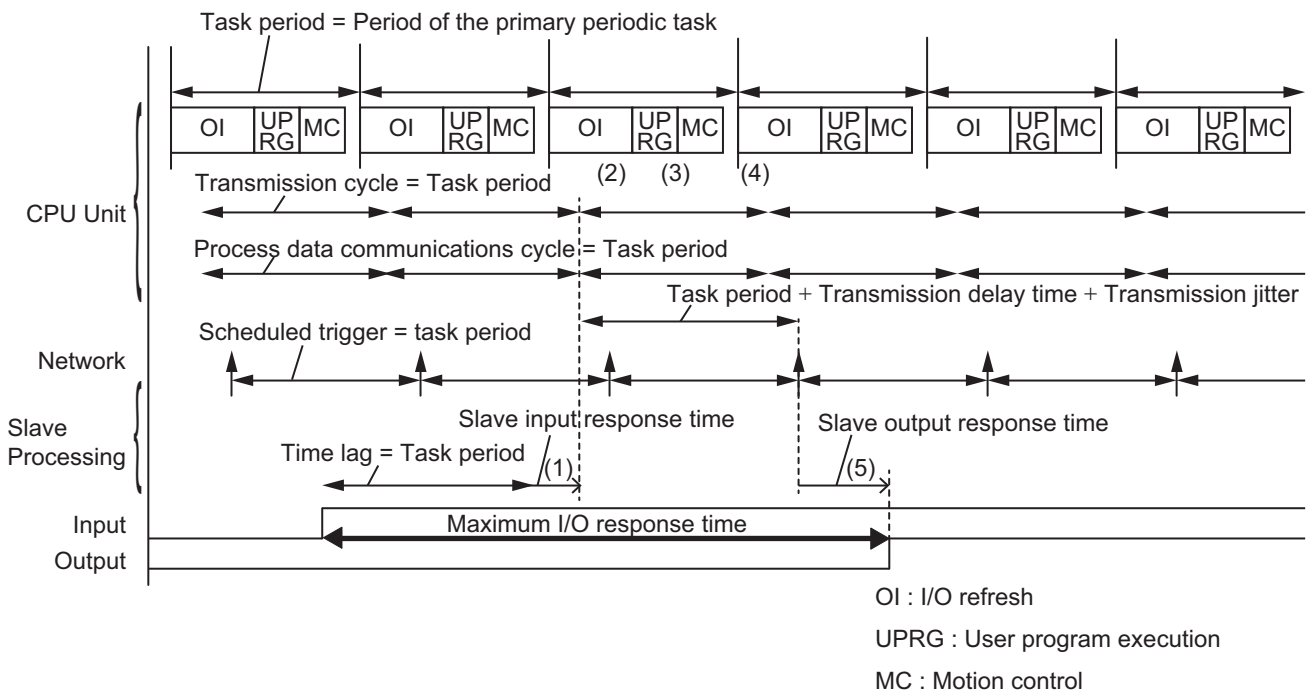 Task period = Period of the primary periodic task
OI UP RG MC OI UP RG MC OI UP RG MC OI UP RG MC OI UP RG MC OI UP RG MC
(2) (3) (4)
Transmission cycle = Task period
CPU Unit
Process data communications cycle = Task period
Task period + Transmission delay time + Transmission jitter
Scheduled trigger = task period
Network
Slave input response time
Slave output response time
Slave
Processing
Time lag = Task period
(1) (5)
Input
Maximum I/O response time
Output
OI : I/O refresh
UPRG : User program execution
MC : Motion control